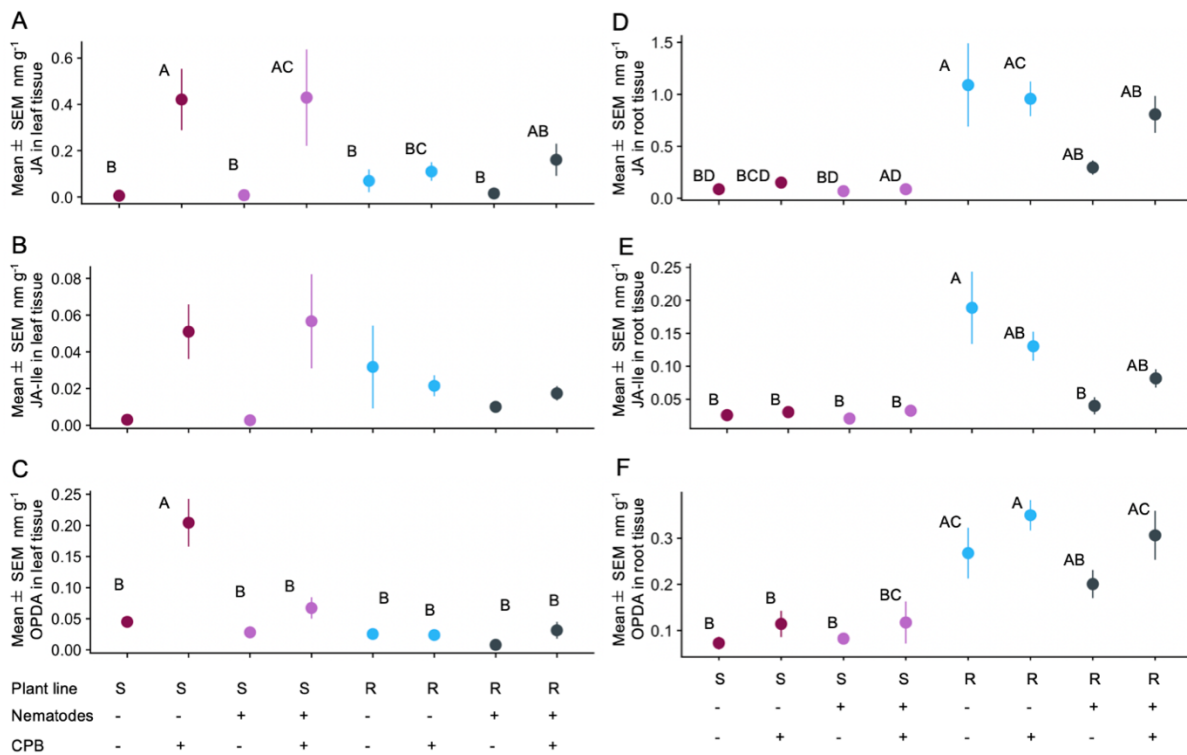 A
Mean ± SEM nm g-1
JA in leaf tissue
0.6
0.4
0.2
0.0
B
A
B
AC
B
BC
B
AB
D
Mean ± SEM nm g-1
JA in root tissue
1.5
1.0
0.5
0.0
BD
BCD
BD
AD
A
AC
AB
AB
B
Mean ± SEM nm g-1
JA-Ile in leaf tissue
0.08
0.06
0.04
0.02
0.00
E
Mean ± SEM nm g-1
JA-Ile in root tissue
0.25
0.20
0.15
0.10
0.05
B
B
B
B
A
AB
B
AB
C
Mean ± SEM nm g-1
OPDA in leaf tissue
0.25
0.20
0.15
0.10
0.05
0.00
B
A
B
B
B
B
B
B
F
Mean ± SEM nm g-1
OPDA in root tissue
0.3
0.2
0.1
B
B
B
BC
AC
A
AB
AC
Plant line S S S S R R R R
Nematodes - - + + - - + +
CPB - + - + - + - +
S S S S R R R R
- - + + - - + +
- + - + - + - +